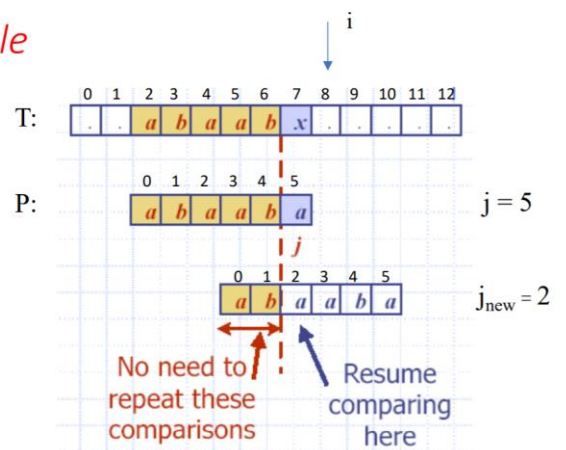 le
i
0 1 2 3 4 5 6 7 8 9 10 11 12
T: . . a b a a b x . . . . .
0 1 2 3 4 5
P: a b a a b a j = 5
j
0 1 2 3 4 5
a b a a b a jnew = 2
No need to
repeat these
comparisons
Resume
comparing
here